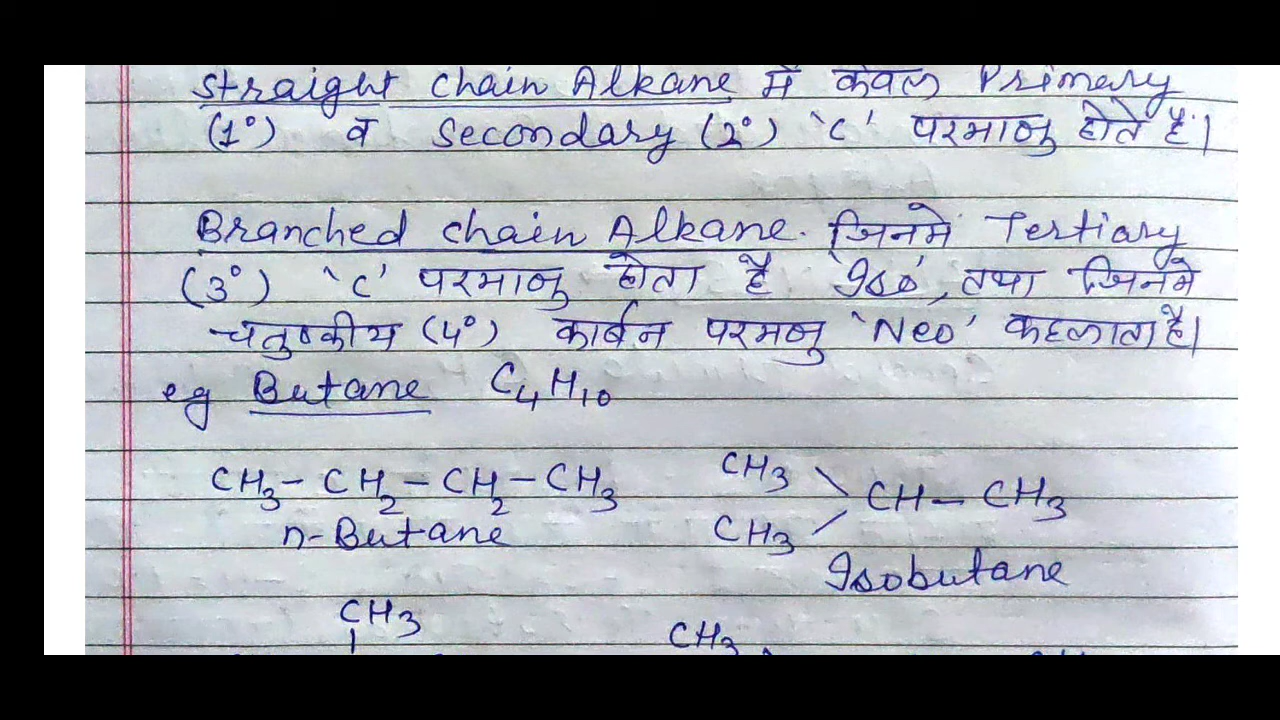 Straight Chain Alkane में केवल Primery
(1°) व Secondary (2°) 'C' परमाणु होते है।
Branched chain Alkane. जिनमे Tertiary
(3°) 'C' परमाणु होता है 'Iso', तथा जिनमे
चतुष्कीय (4°) कार्बन परमाणु 'Neo' कहलाता है।
eg Butane C₄H₁₀
CH₃ – CH₂ – CH₂ – CH₃
n-Butane
CH₃
CH – CH₃
CH₃
Isobutane
CH₃
CH₃